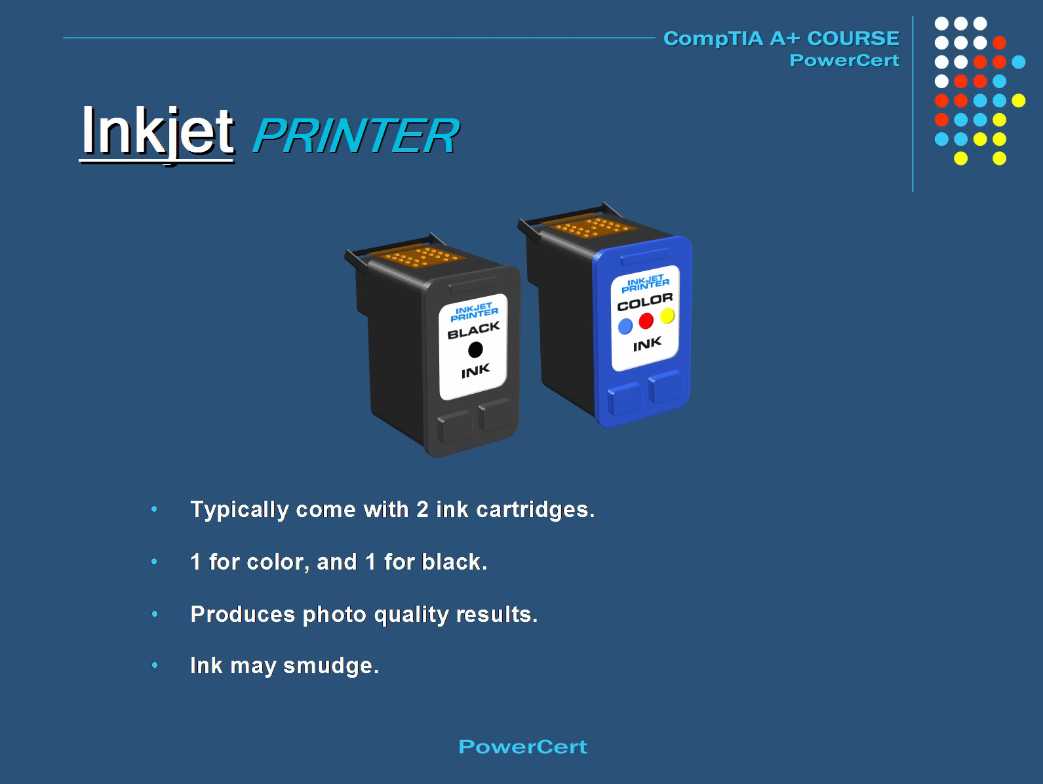 CompTIA A+ COURSE
PowerCert
Inkjet PRINTER
INKJET
PRINTER
BLACK
INK
INKJET
PRINTER
COLOR
INK
• Typically come with 2 ink cartridges.
• 1 for color, and 1 for black.
• Produces photo quality results.
• Ink may smudge.
PowerCert